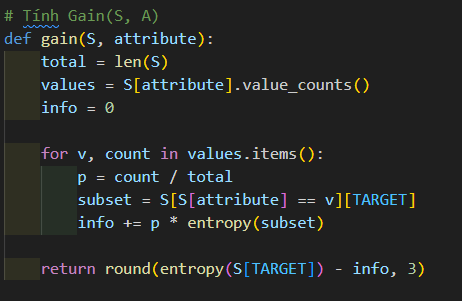 # Tính Gain(S, A)
def gain(S, attribute):
    total = len(S)
    values = S[attribute].value_counts()
    info = 0

    for v, count in values.items():
        p = count / total
        subset = S[S[attribute] == v][TARGET]
        info += p * entropy(subset)

    return round(entropy(S[TARGET]) - info, 3)